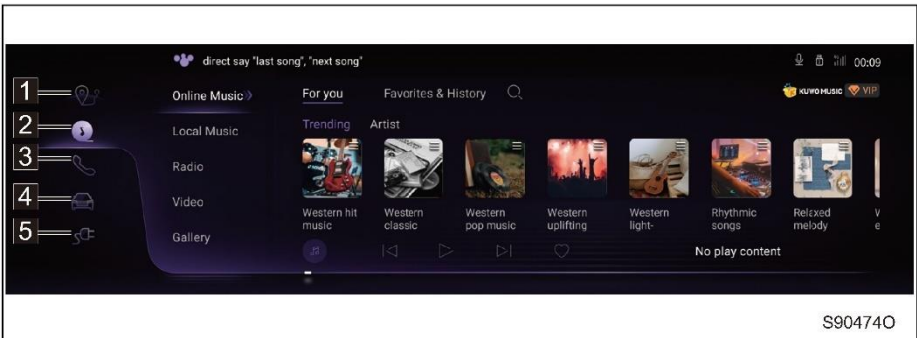 direct say "last song", "next song"
00:09
1
2
3
4
5
Online Music
Local Music
Radio
Video
Gallery
For you
Favorites & History
KUWO MUSIC
VIP
Trending
Artist
Western hit
music
Western
classic
Western
pop music
Western
uplifting
Western
light-
Rhythmic
songs
Relaxed
melody
No play content
S90474O